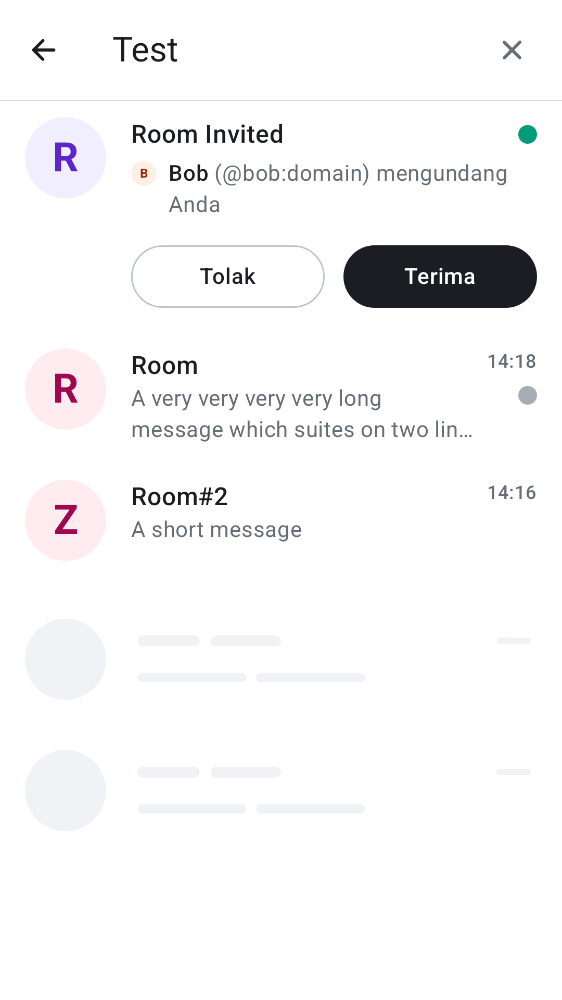 Test
R
Room Invited
B Bob (@bob:domain) mengundang
Anda
Tolak Terima
R
Room 14:18
A very very very very long
message which suites on two lin…
Z
Room#2 14:16
A short message